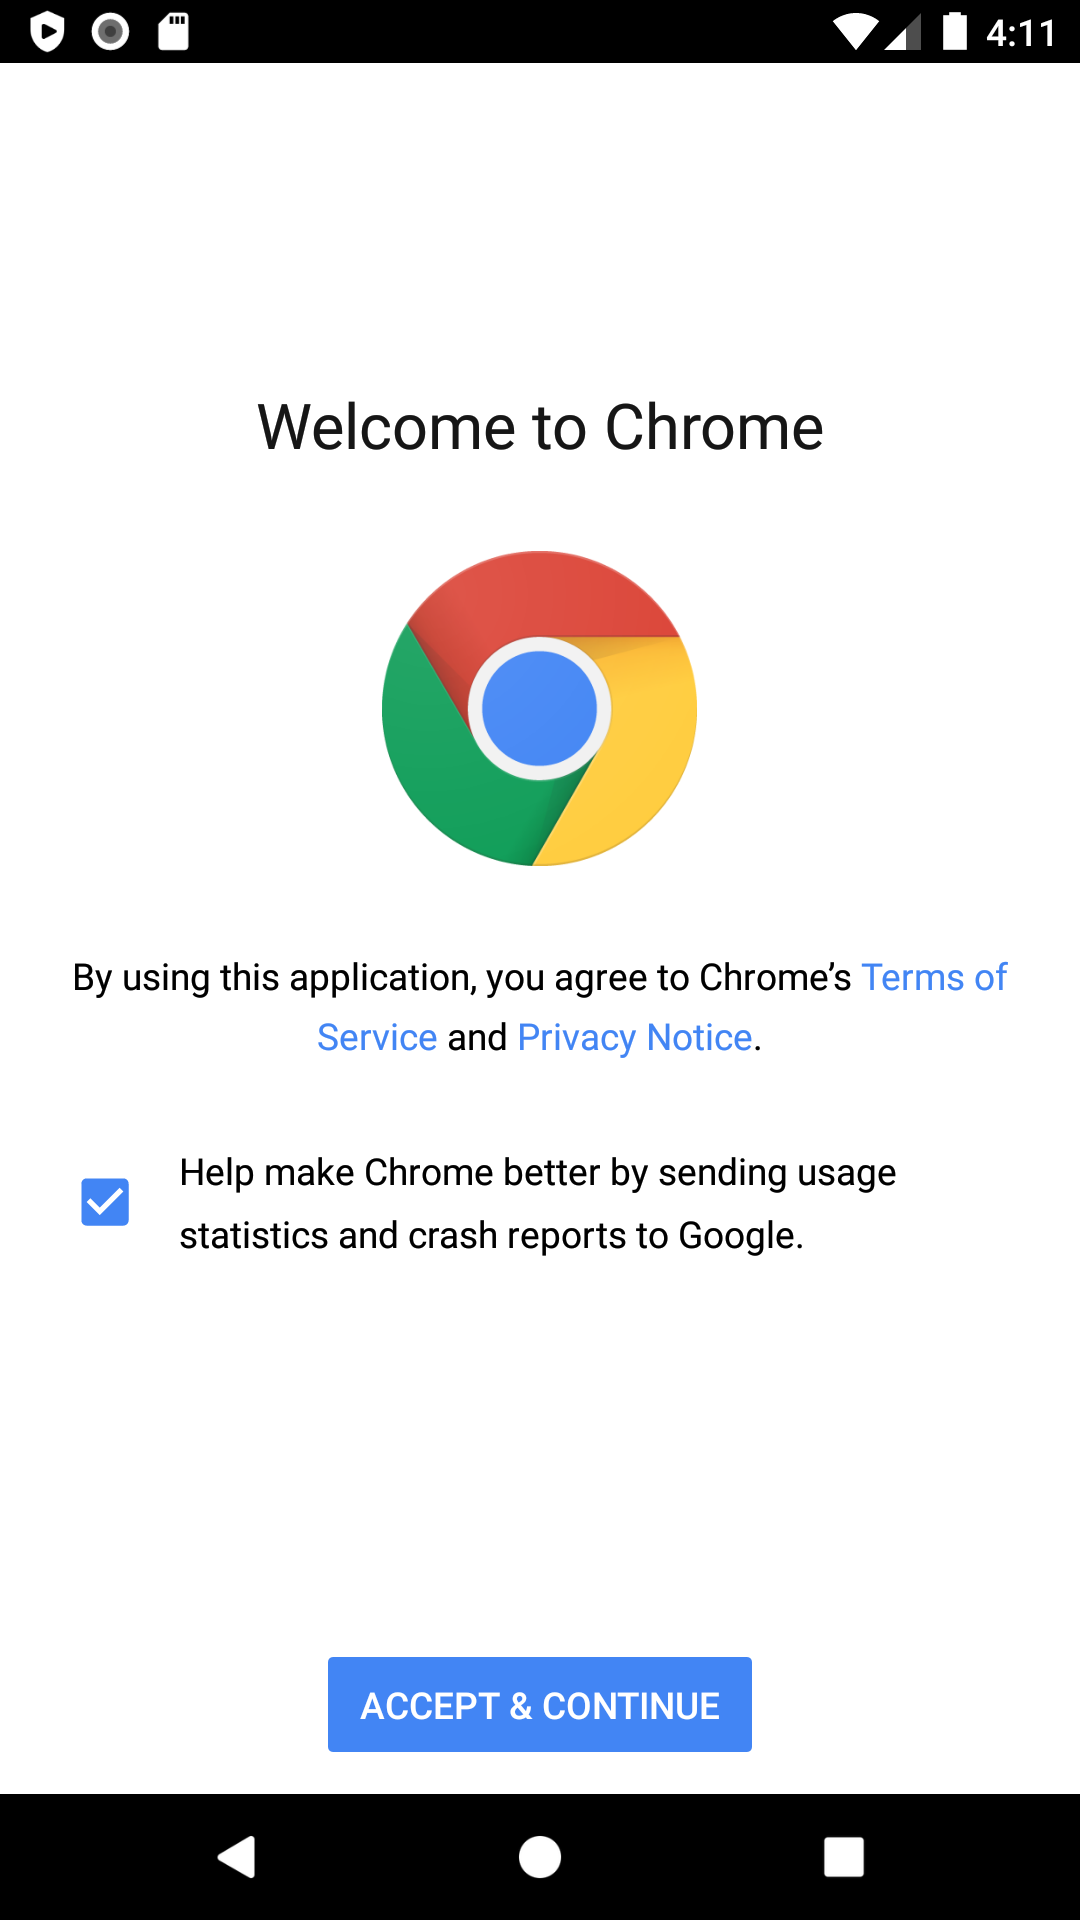 4:11
Welcome to Chrome
By using this application, you agree to Chrome’s Terms of
Service and Privacy Notice.
Help make Chrome better by sending usage
statistics and crash reports to Google.
ACCEPT & CONTINUE